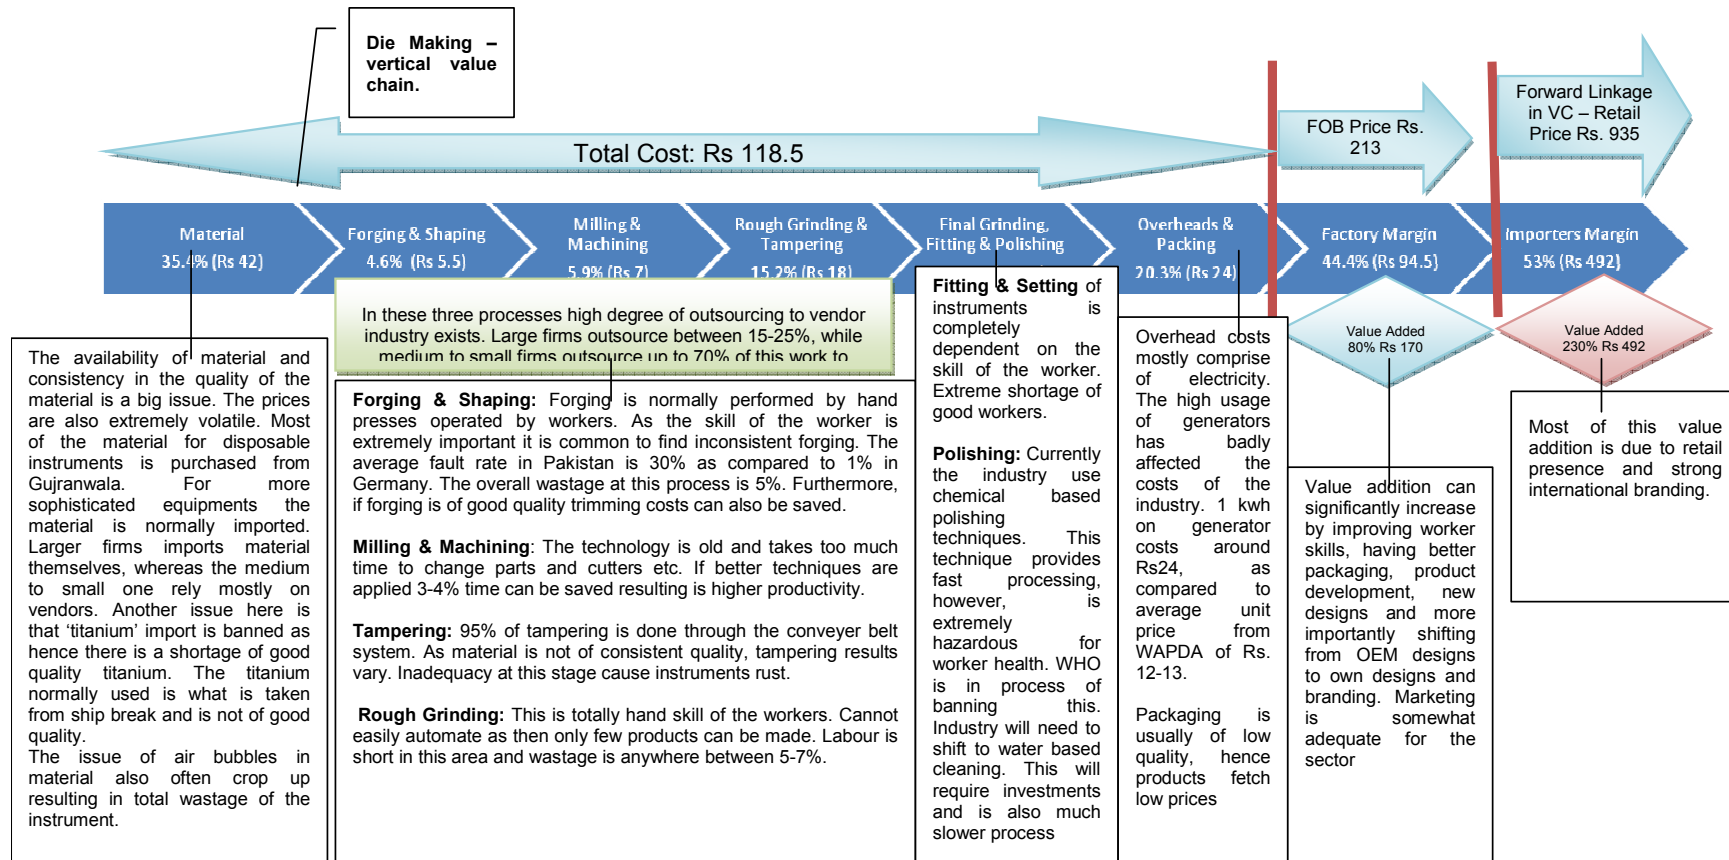 Die Making –
vertical value
chain.
Total Cost: Rs 118.5
FOB Price Rs.
213
Forward Linkage
in VC – Retail
Price Rs. 935
Material
35.4% (Rs 42)
Forging & Shaping
4.6% (Rs 5.5)
Milling &
Machining
5.9% (Rs 7)
Rough Grinding &
Tampering
15.2% (Rs 18)
Final Grinding,
Fitting & Polishing
Overheads &
Packing
20.3% (Rs 24)
Factory Margin
44.4% (Rs 94.5)
Importers Margin
53% (Rs 492)
In these three processes high degree of outsourcing to vendor
industry exists. Large firms outsource between 15-25%, while
medium to small firms outsource up to 70% of this work to
Value Added
80% Rs 170
Value Added
230% Rs 492
The availability of material and
consistency in the quality of the
material is a big issue. The prices
are also extremely volatile. Most
of the material for disposable
instruments is purchased from
Gujranwala. For more
sophisticated equipments the
material is normally imported.
Larger firms imports material
themselves, whereas the medium
to small one rely mostly on
vendors. Another issue here is
that ‘titanium’ import is banned as
hence there is a shortage of good
quality titanium. The titanium
normally used is what is taken
from ship break and is not of good
quality.
The issue of air bubbles in
material also often crop up
resulting in total wastage of the
instrument.
Forging & Shaping: Forging is normally performed by hand
presses operated by workers. As the skill of the worker is
extremely important it is common to find inconsistent forging. The
average fault rate in Pakistan is 30% as compared to 1% in
Germany. The overall wastage at this process is 5%. Furthermore,
if forging is of good quality trimming costs can also be saved.
Milling & Machining: The technology is old and takes too much
time to change parts and cutters etc. If better techniques are
applied 3-4% time can be saved resulting is higher productivity.
Tampering: 95% of tampering is done through the conveyer belt
system. As material is not of consistent quality, tampering results
vary. Inadequacy at this stage cause instruments rust.
Rough Grinding: This is totally hand skill of the workers. Cannot
easily automate as then only few products can be made. Labour is
short in this area and wastage is anywhere between 5-7%.
Fitting & Setting of
instruments is
completely
dependent on the
skill of the worker.
Extreme shortage of
good workers.
Polishing: Currently
the industry use
chemical based
polishing
techniques. This
technique provides
fast processing,
however, is
extremely
hazardous for
worker health. WHO
is in process of
banning this.
Industry will need to
shift to water based
cleaning. This will
require investments
and is also much
slower process
Overhead costs
mostly comprise
of electricity.
The high usage
of generators
has badly
affected the
costs of the
industry. 1 kwh
on generator
costs around
Rs24, as
compared to
average unit
price from
WAPDA of Rs.
12-13.
Packaging is
usually of low
quality, hence
products fetch
low prices
Value addition can
significantly increase
by improving worker
skills, having better
packaging, product
development, new
designs and more
importantly shifting
from OEM designs
to own designs and
branding. Marketing
is somewhat
adequate for the
sector
Most of this value
addition is due to retail
presence and strong
international branding.